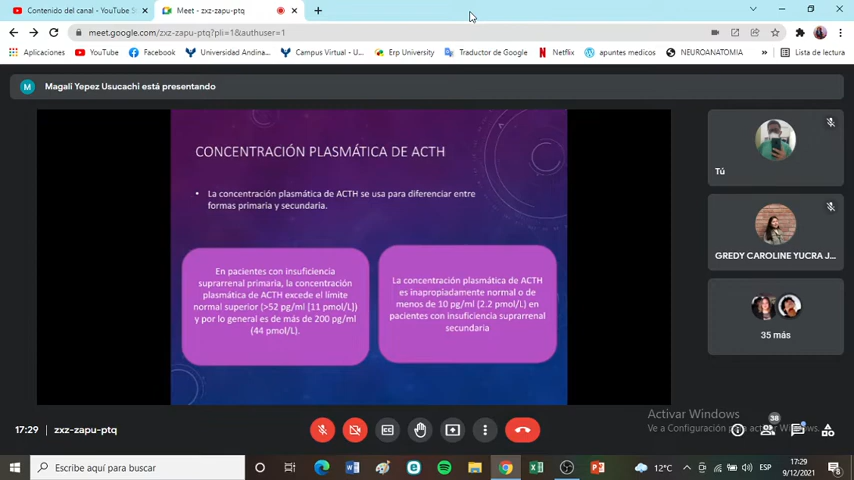 Contenido del canal - YouTube St
Meet - zxz-zapu-ptq
meet.google.com/zxz-zapu-ptq?pli=1&authuser=1
Aplicaciones
YouTube
Facebook
Universidad Andina...
Campus Virtual - U...
Erp University
Traductor de Google
Netflix
apuntes medicos
NEUROANATOMIA
Lista de lectura
M
Magali Yepez Usucachi está presentando
CONCENTRACIÓN PLASMÁTICA DE ACTH
• La concentración plasmática de ACTH se usa para diferenciar entre
formas primaria y secundaria.
En pacientes con insuficiencia
suprarrenal primaria, la concentración
plasmática de ACTH excede el límite
normal superior (>52 pg/ml [11 pmol/L])
y por lo general es de más de 200 pg/ml
(44 pmol/L).
La concentración plasmática de ACTH
es inapropiadamente normal o de
menos de 10 pg/ml (2.2 pmol/L) en
pacientes con insuficiencia suprarrenal
secundaria
Tú
GREDY CAROLINE YUCRA J...
35 más
Activar Windows
Ve a Configuración para activar Windows.
17:29
zxz-zapu-ptq
38
Escribe aquí para buscar
12°C
ESP
17:29
9/12/2021